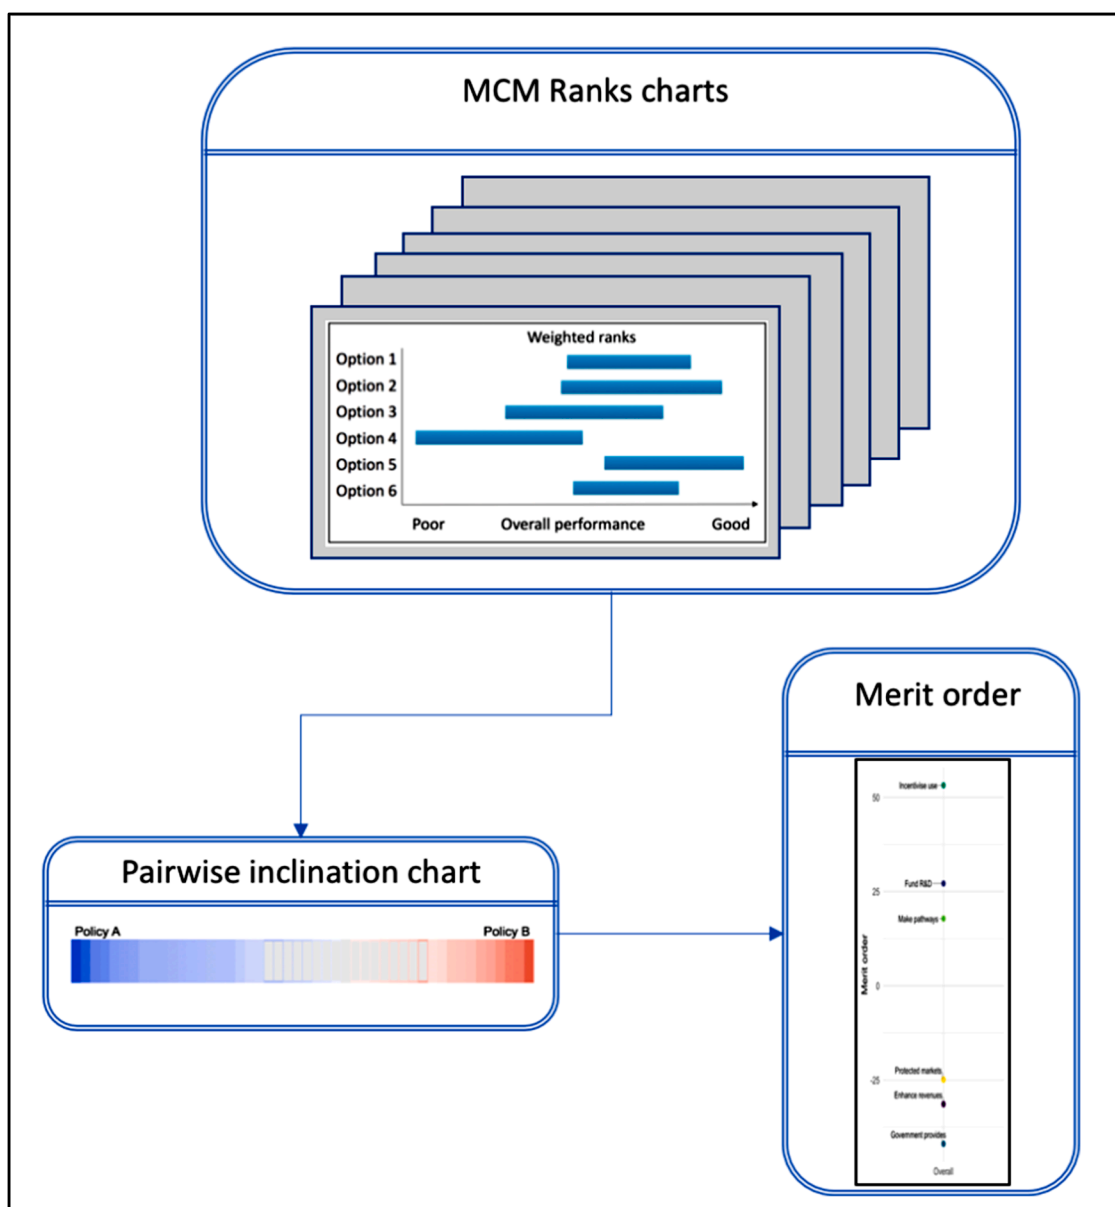 MCM Ranks charts
Weighted ranks
Option 1
Option 2
Option 3
Option 4
Option 5
Option 6
Poor Overall performance Good
Merit order
Incentivise use
50
Fund R&D
25
Make pathways
Merit order
0
Protected markets
-25
Enhance revenues
Government provides
Overall
Pairwise inclination chart
Policy A Policy B